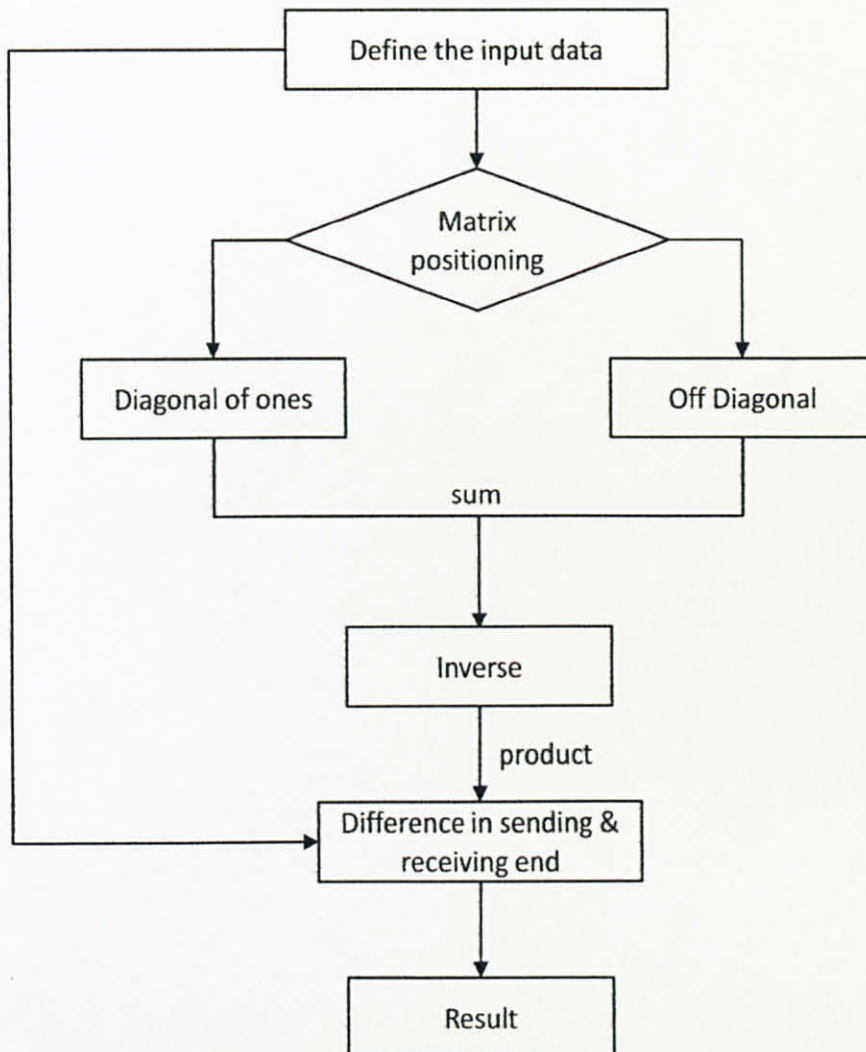 Define the input data
Matrix
positioning
Diagonal of ones
Off Diagonal
sum
Inverse
product
Difference in sending &
receiving end
Result